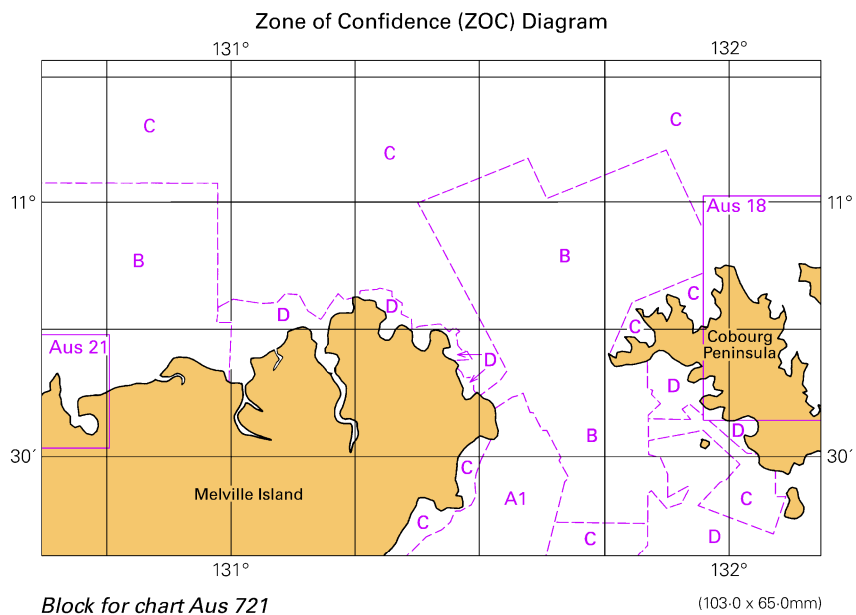 Zone of Confidence (ZOC) Diagram
131° 132°
C
C
C
11° 11°
Aus 18
B
B
C
D
D
C
Aus 21
Cobourg
Peninsula
D
D
D
B
30´ 30´
C
Melville Island
A1
C
C
C
D
131° 132°
Block for chart Aus 721
(103·0 x 65·0mm)